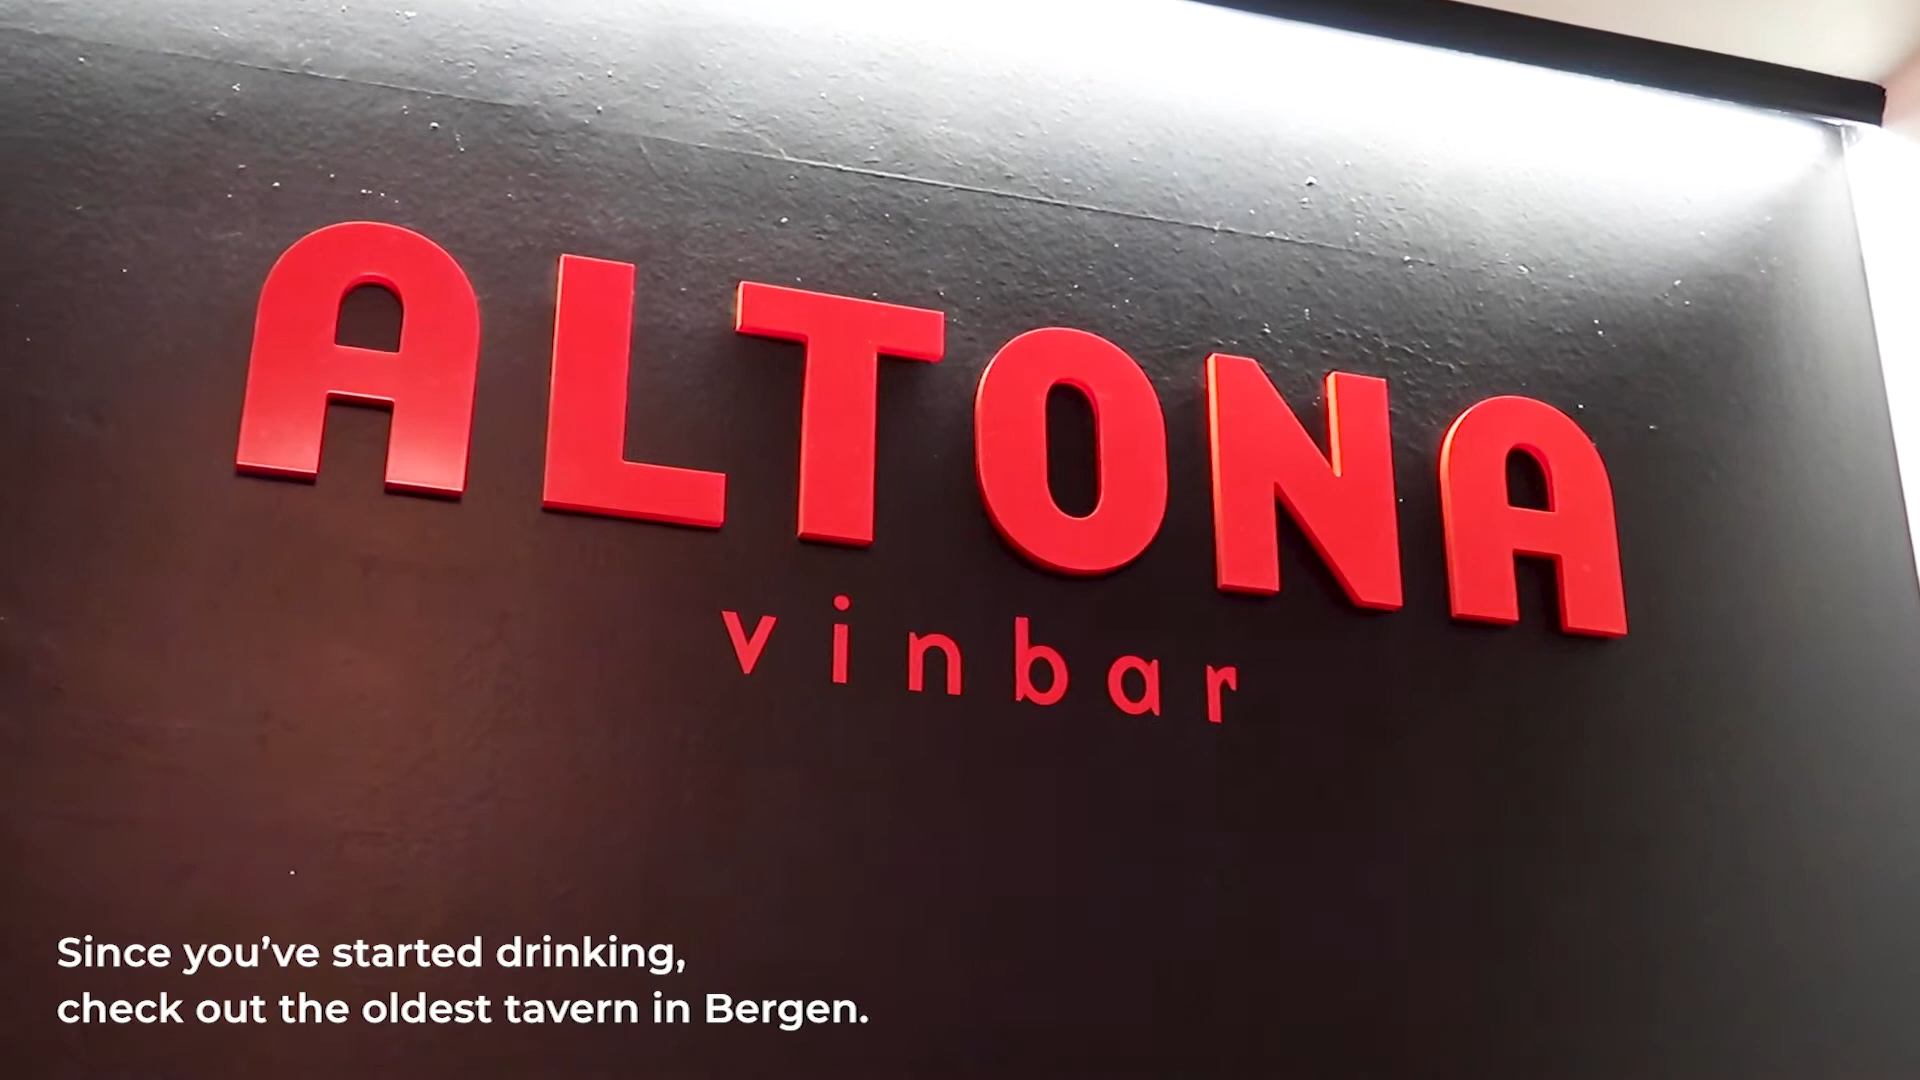 ALTONA
vinbar
Since you’ve started drinking,
check out the oldest tavern in Bergen.